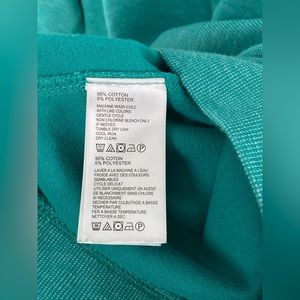 95% COTTON
5% POLYESTER
MACHINE WASH COLD
WITH LIKE COLORS
GENTLE CYCLE
NON CHLORINE BLEACH ONLY
IF NEEDED
TUMBLE DRY LOW
COOL IRON
DRY CLEAN
95% COTON
5% POLYESTER
LAVER A LA MACHINE A L'EAU
FROIDE AVEC DES COULEURS
SEMBLABLES
CYCLE DELICAT
UTILISER UNIQUEMENT UN AGENT
DE BLANCHIMENT SANS CHLORE
SI NECESSAIRE
SECHER PAR CULBUTAGE A BASSE
TEMPERATURE
FER A BASSE TEMPERATURE
NETTOYER A SEC